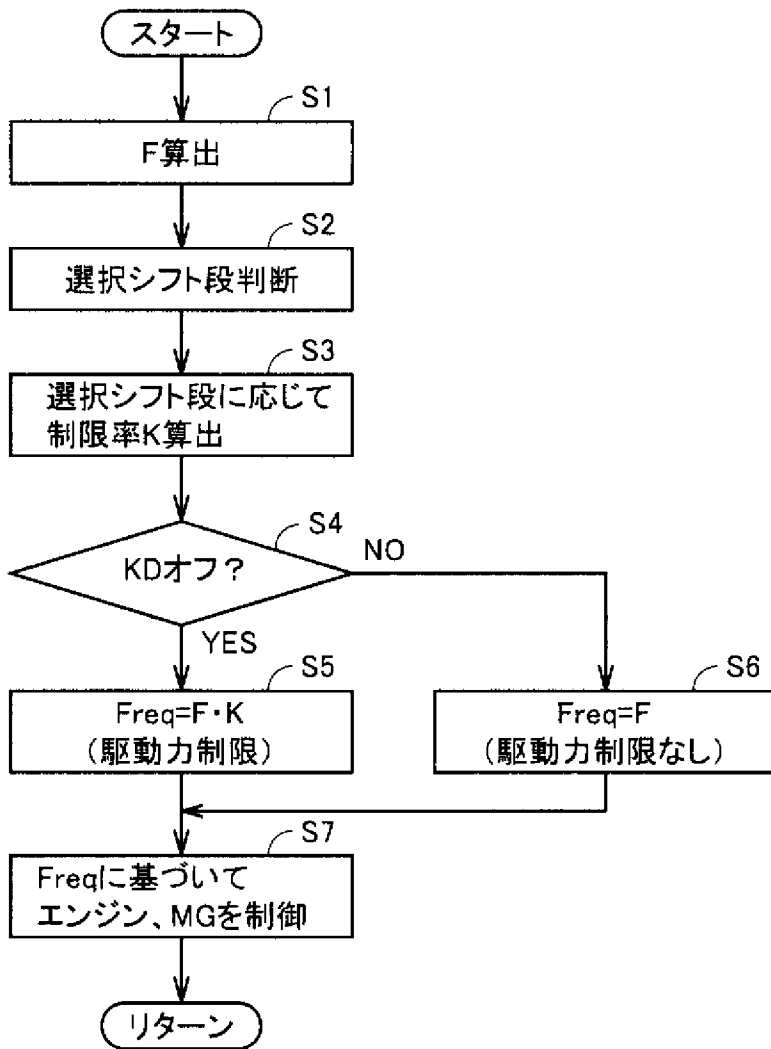 スタート
S1
F算出
S2
選択シフト段判断
S3
選択シフト段に応じて
制限率K算出
S4
KDオフ？
NO
YES
S5
Freq=F・K
（駆動力制限）
S6
Freq=F
（駆動力制限なし）
S7
Freqに基づいて
エンジン、MGを制御
リターン